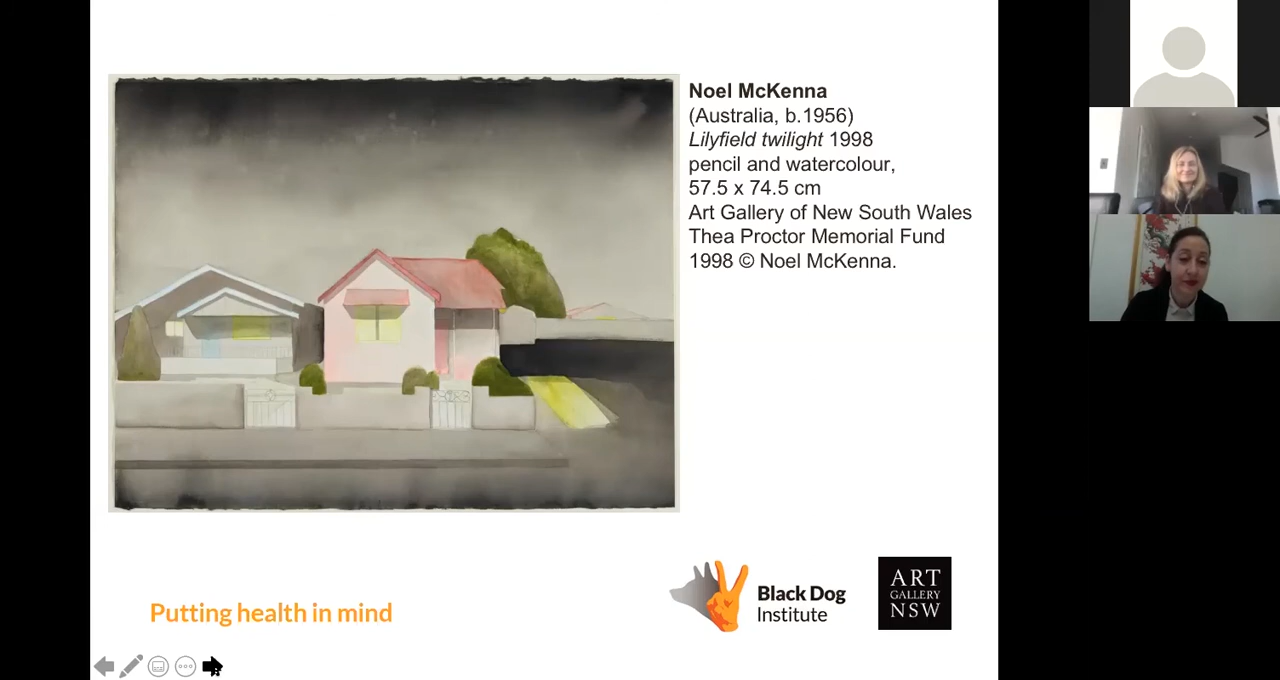 Noel McKenna
(Australia, b.1956)
Lilyfield twilight 1998
pencil and watercolour,
57.5 x 74.5 cm
Art Gallery of New South Wales
Thea Proctor Memorial Fund
1998 © Noel McKenna.
Putting health in mind
Black Dog
Institute
ART
GALLERY
NSW